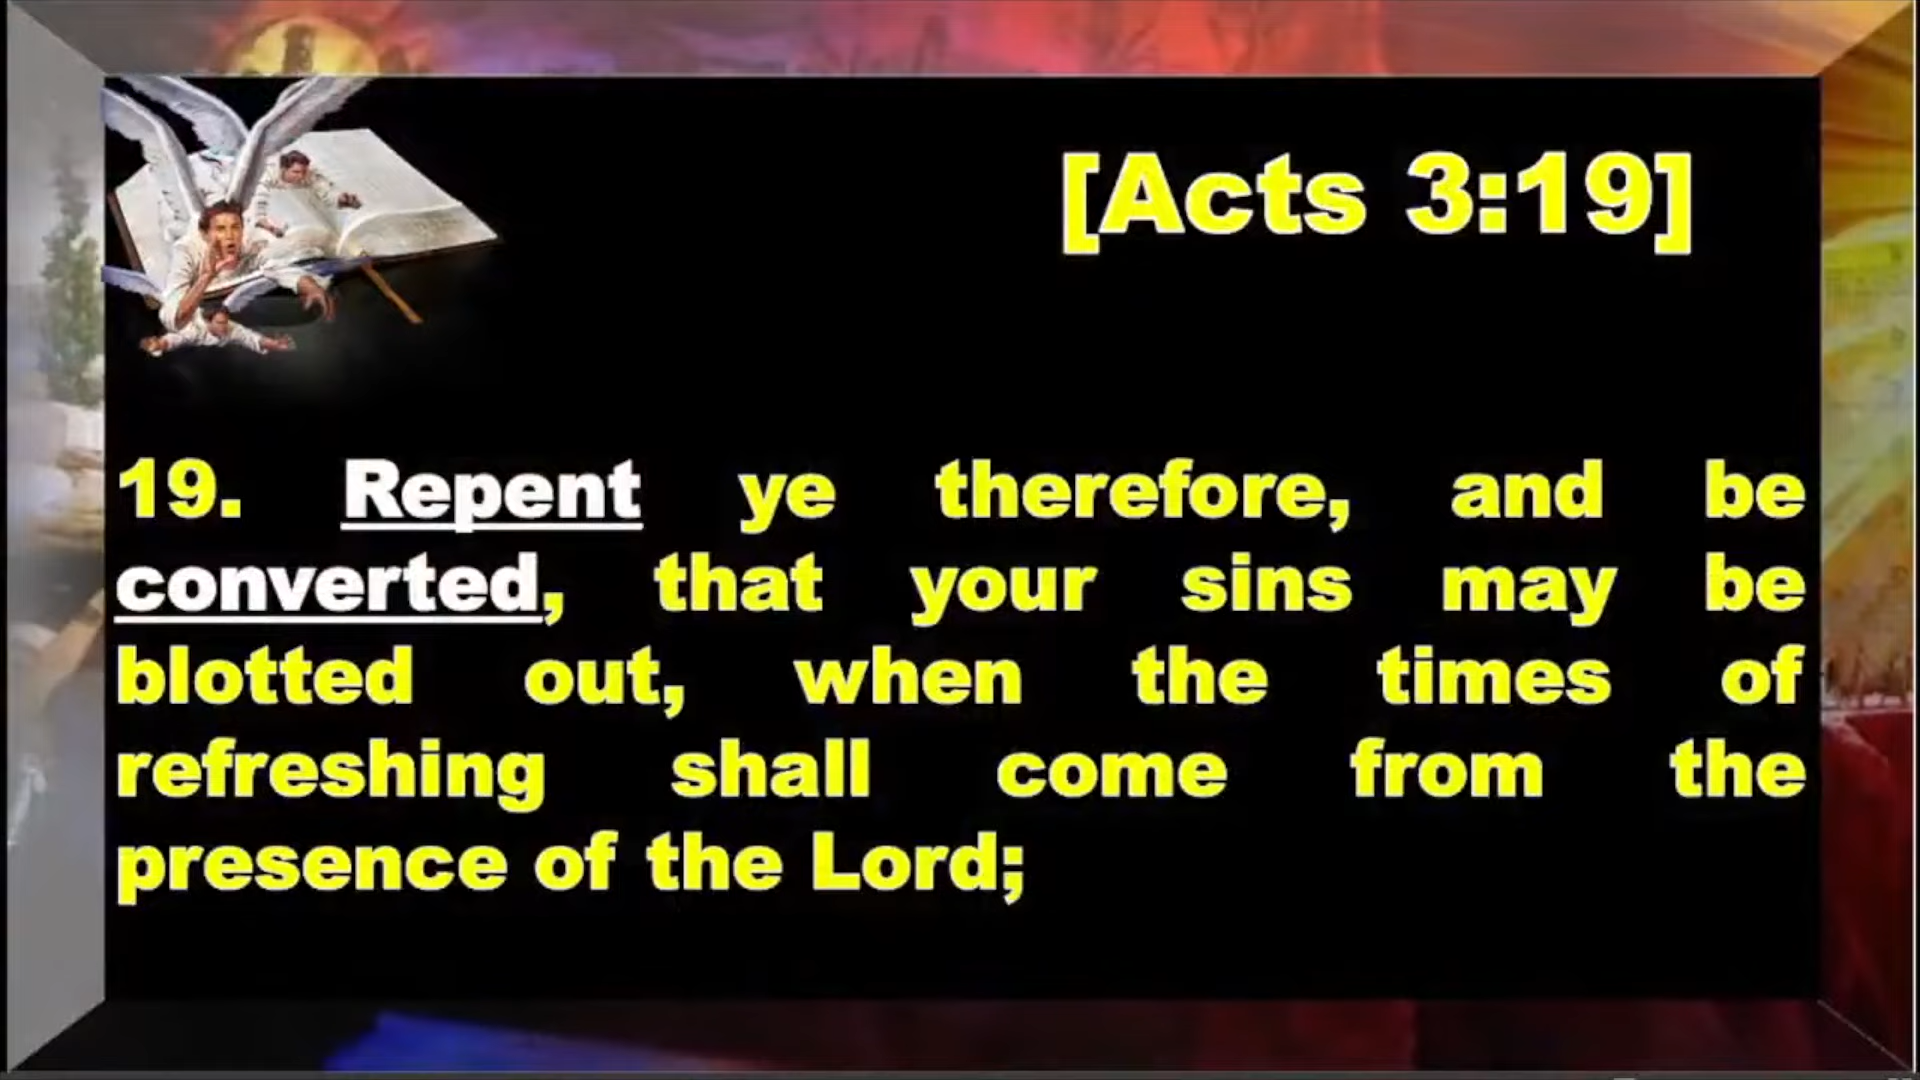 [Acts 3:19]
19. Repent ye therefore, and be
converted, that your sins may be
blotted out, when the times of
refreshing shall come from the
presence of the Lord;